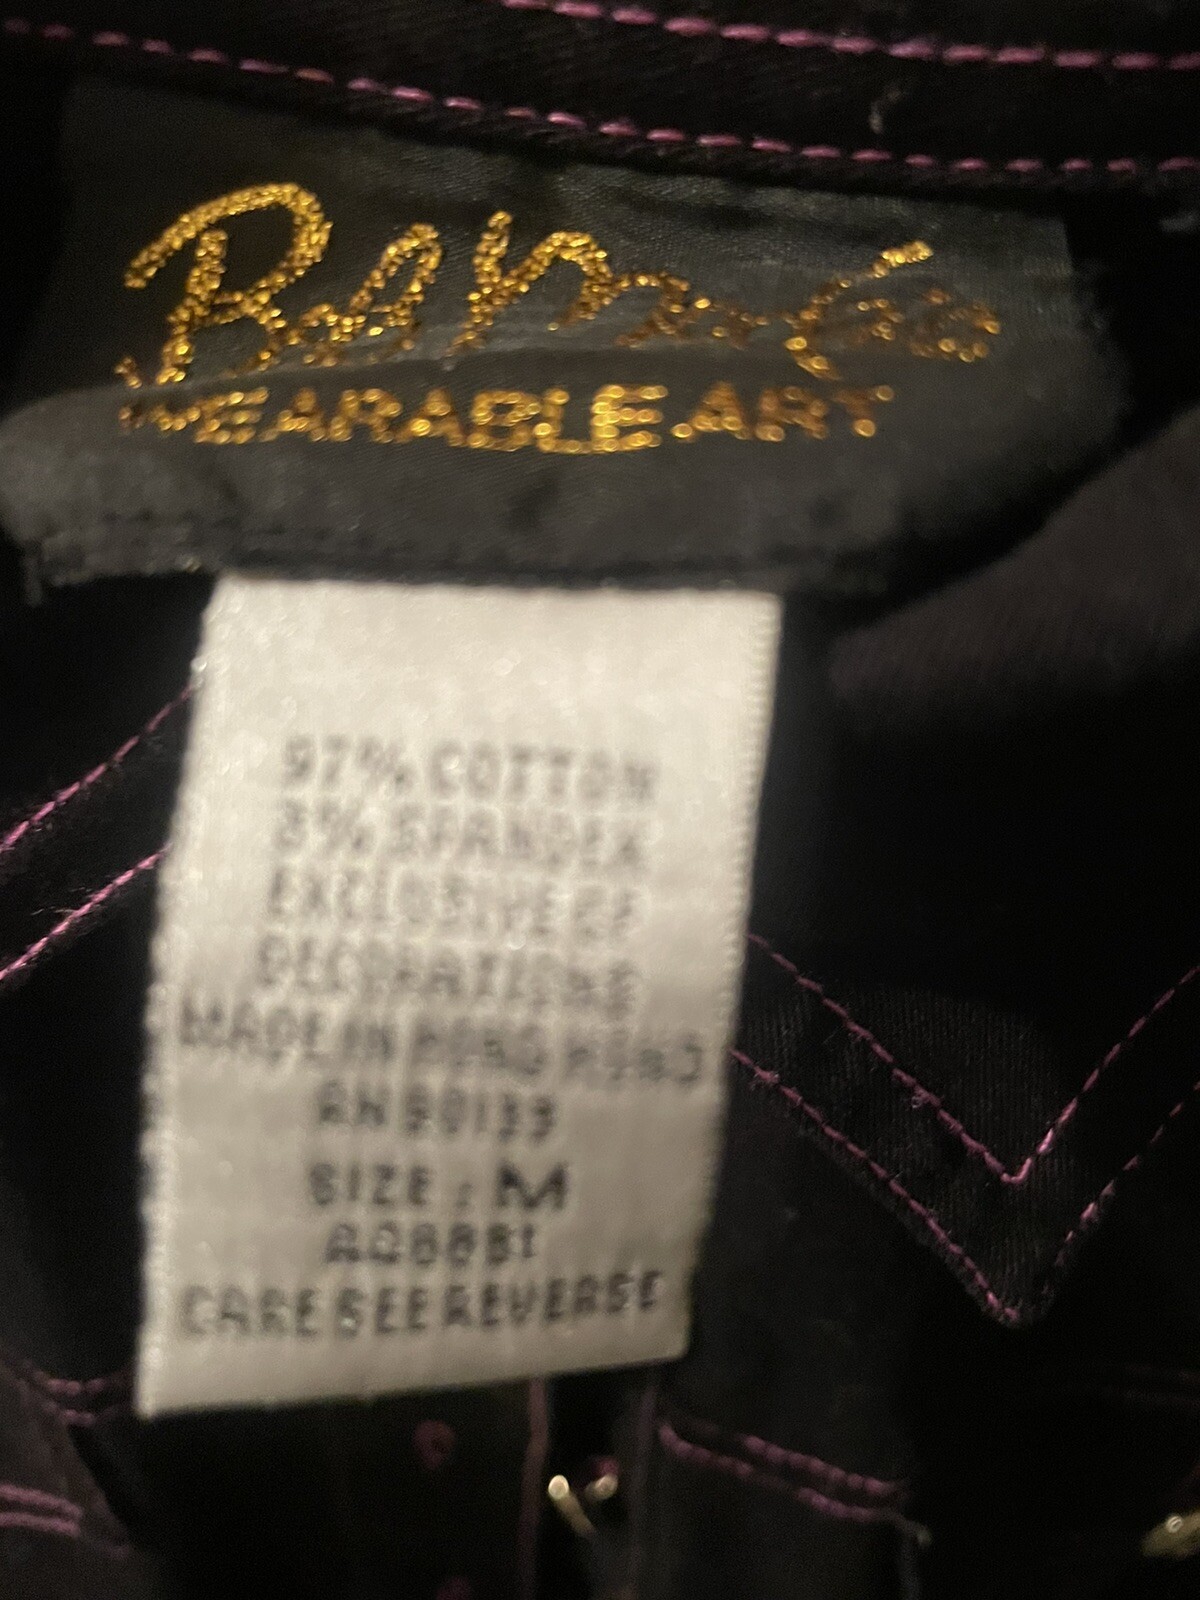 Bob Mackie
WEARABLE ART
97% COTTON
3% SPANDEX
EXCLUSIVE OF
DECORATIONS
MADE IN HONG KONG
SIZE: M
CARE SEE REVERSE